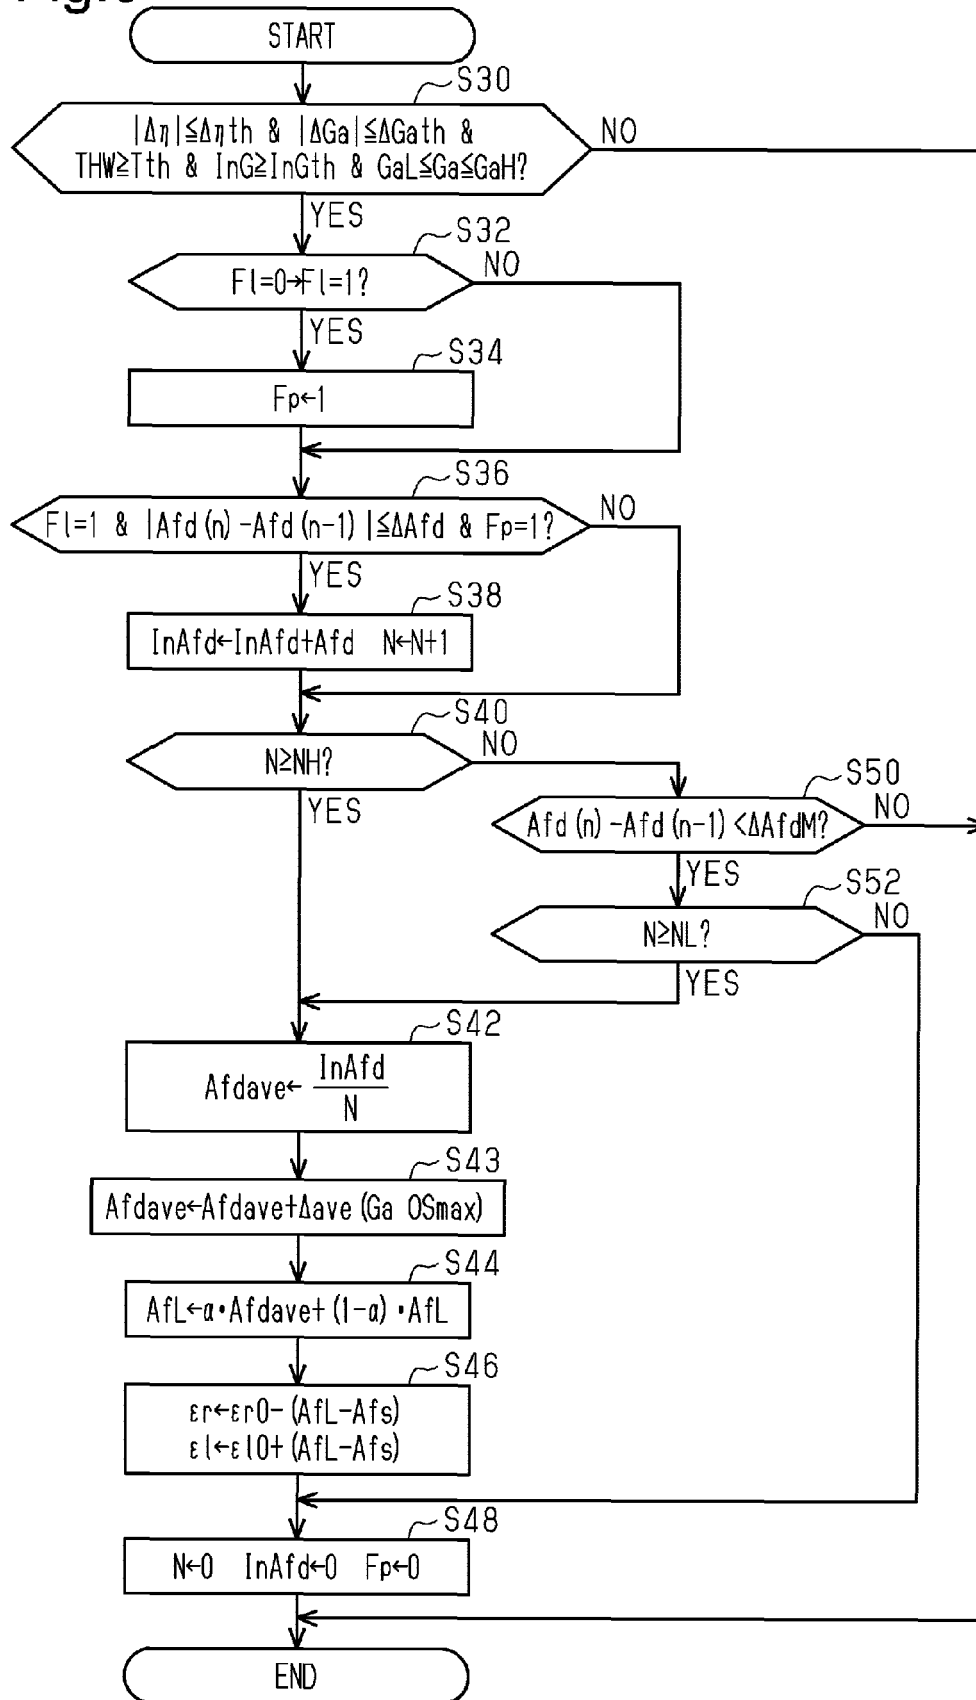 START
S30
|Δη|≦Δηth & |ΔGa|≦ΔGath &
THW≧Tth & InG≧InGth & GaL≦Ga≦GaH?
NO
YES
S32
Fl=0→Fl=1?
NO
YES
S34
Fp←1
S36
Fl=1 & |Afd(n)-Afd(n-1)|≦ΔAfd & Fp=1?
NO
YES
S38
InAfd←InAfd+Afd N←N+1
S40
N≧NH?
NO
YES
S50
Afd(n)-Afd(n-1)<ΔAfdM?
NO
YES
S52
N≧NL?
NO
YES
S42
Afdave← InAfd
N
S43
Afdave←Afdave+Δave(Ga OSmax)
S44
AfL←α•Afdave+(1-α)•AfL
S46
εr←εr0-(AfL-Afs)
εl←εl0+(AfL-Afs)
S48
N←0 InAfd←0 Fp←0
END